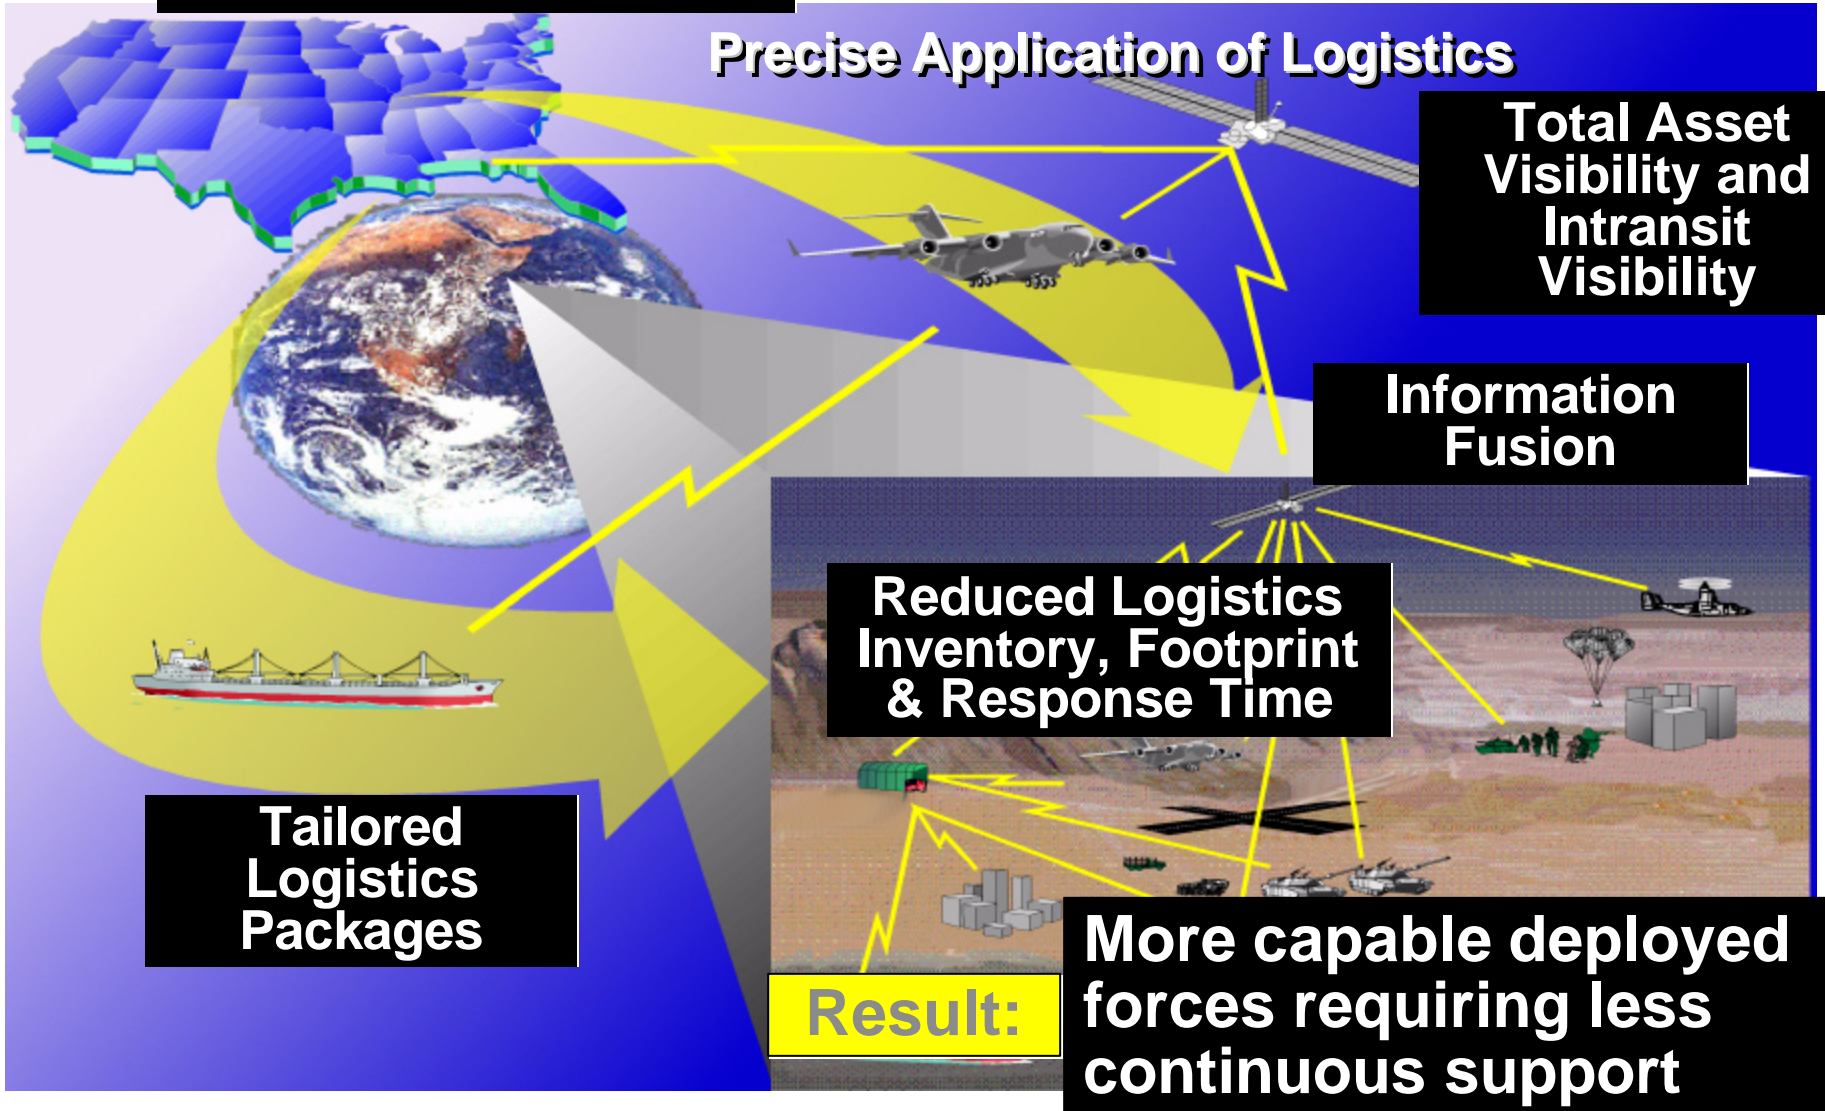 Precise Application of Logistics
Total Asset
Visibility and
Intransit
Visibility
Information
Fusion
Reduced Logistics
Inventory, Footprint
& Response Time
Tailored
Logistics
Packages
Result:
More capable deployed
forces requiring less
continuous support